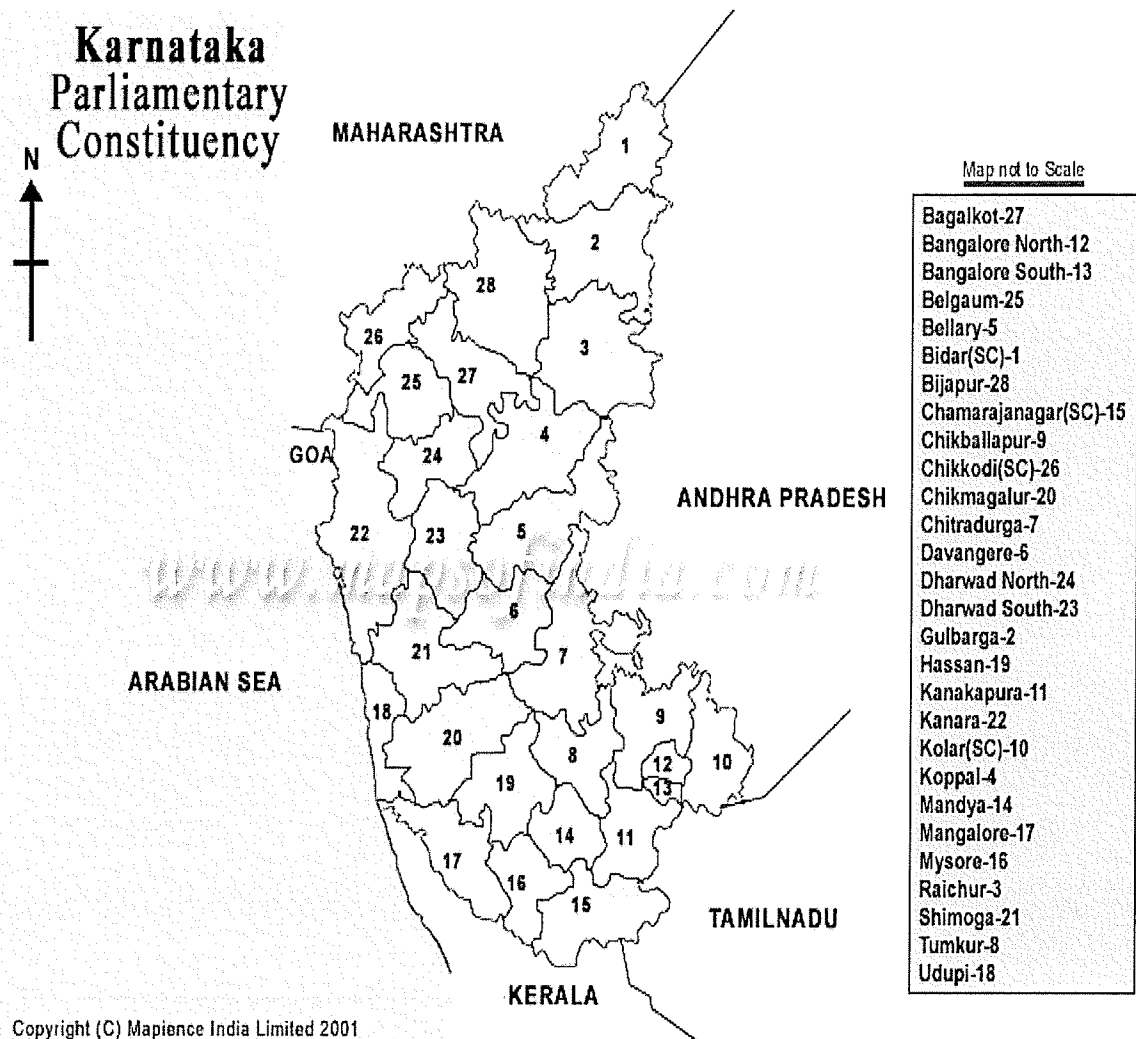 Karnataka
Parliamentary
Constituency
N
MAHARASHTRA
GOA
ARABIAN SEA
ANDHRA PRADESH
TAMILNADU
KERALA
1
2
28
3
26
27
25
4
24
22
23
5
6
21
7
18
9
20
8
12
10
19
13
14
11
17
16
15
www.mapsofindia.com
Map not to Scale
Bagalkot-27
Bangalore North-12
Bangalore South-13
Belgaum-25
Bellary-5
Bidar(SC)-1
Bijapur-28
Chamarajanagar(SC)-15
Chikballapur-9
Chikkodi(SC)-26
Chikmagalur-20
Chitradurga-7
Davangere-6
Dharwad North-24
Dharwad South-23
Gulbarga-2
Hassan-19
Kanakapura-11
Kanara-22
Kolar(SC)-10
Koppal-4
Mandya-14
Mangalore-17
Mysore-16
Raichur-3
Shimoga-21
Tumkur-8
Udupi-18
Copyright (C) Mapience India Limited 2001